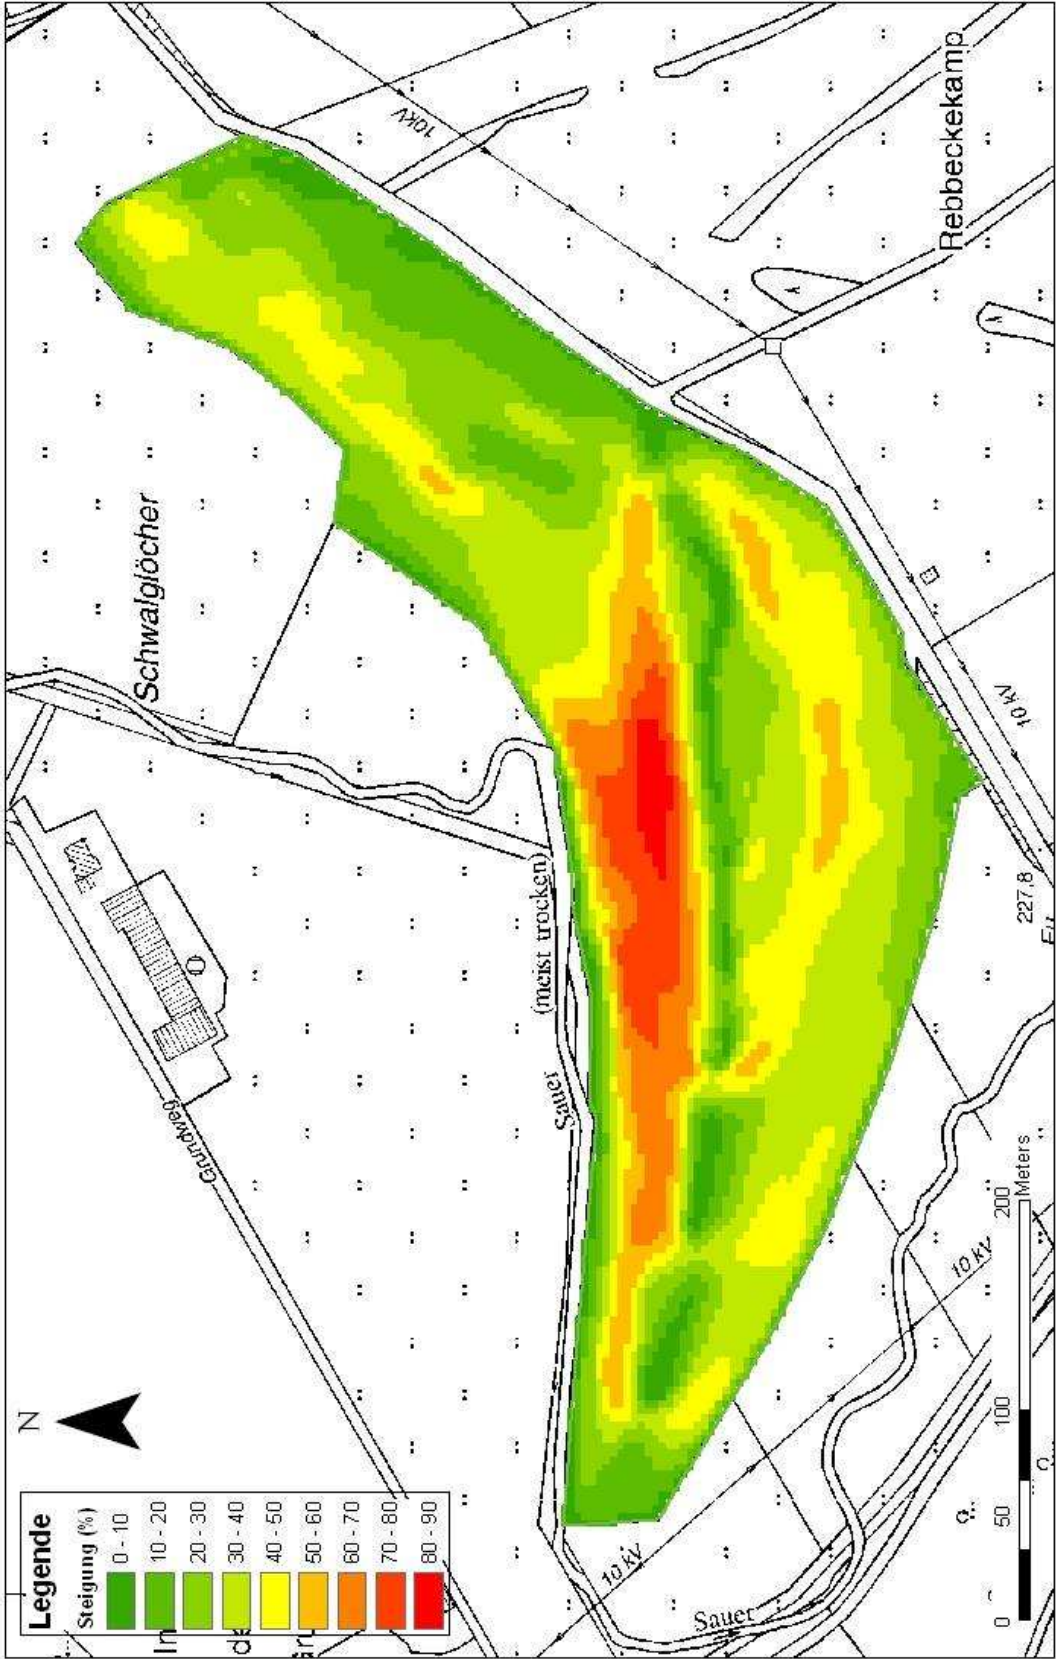 Legende
Steigung (%)
0 - 10
10 - 20
20 - 30
30 - 40
40 - 50
50 - 60
60 - 70
70 - 80
80 - 90
In
de
N
Grundweg
Schwalglöcher
Sauer
(meist trocken)
10kV
Rebbeckekamp
10 kV
10 kV
10 kV
Sauer
227,8
0 50 100 200
Meters